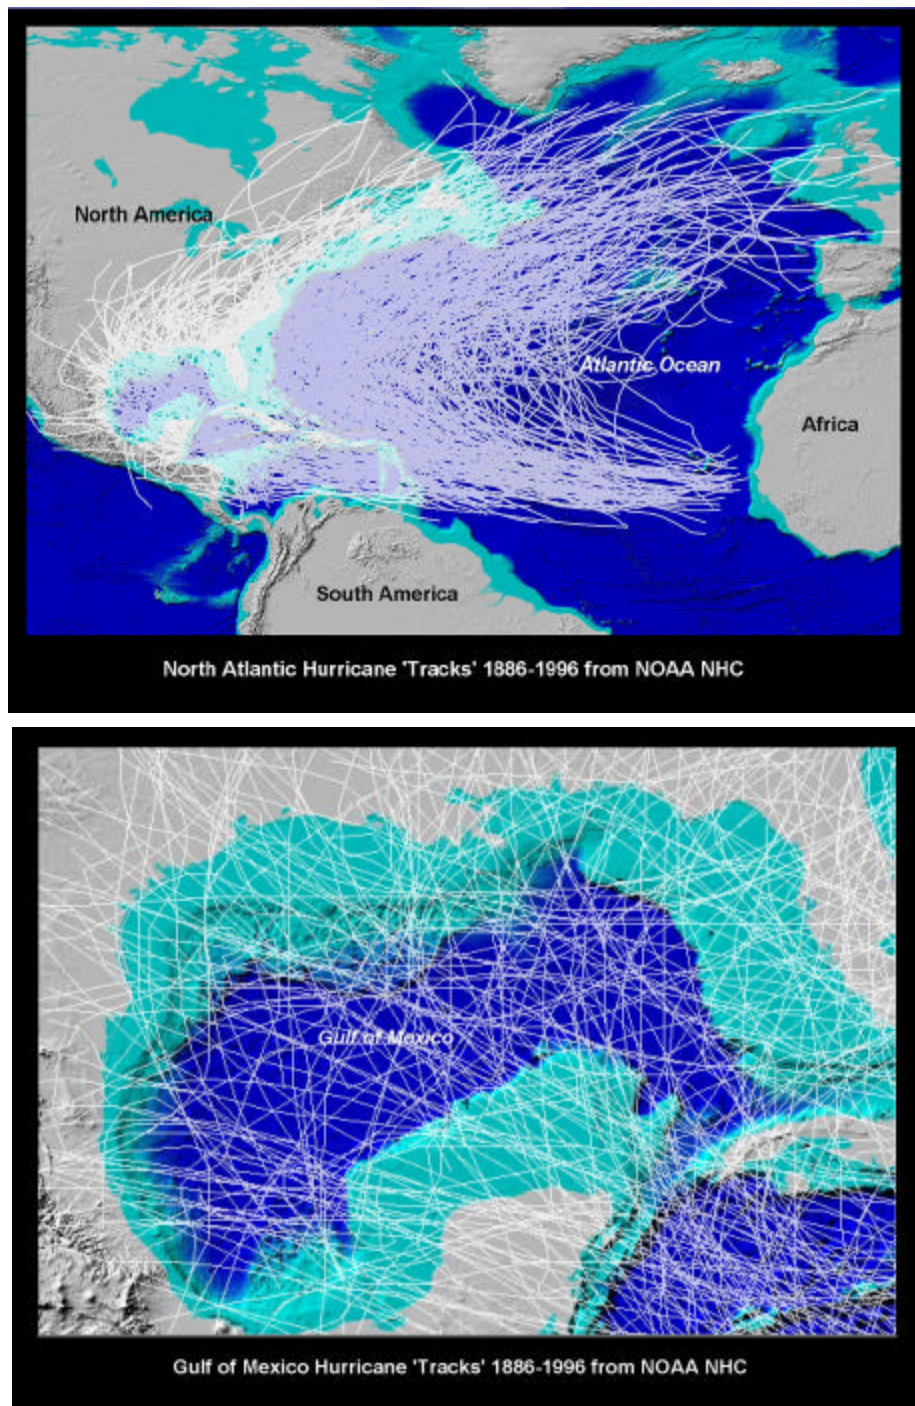 North America
Atlantic Ocean
Africa
South America
North Atlantic Hurricane 'Tracks' 1886-1996 from NOAA NHC
Gulf of Mexico
Gulf of Mexico Hurricane 'Tracks' 1886-1996 from NOAA NHC